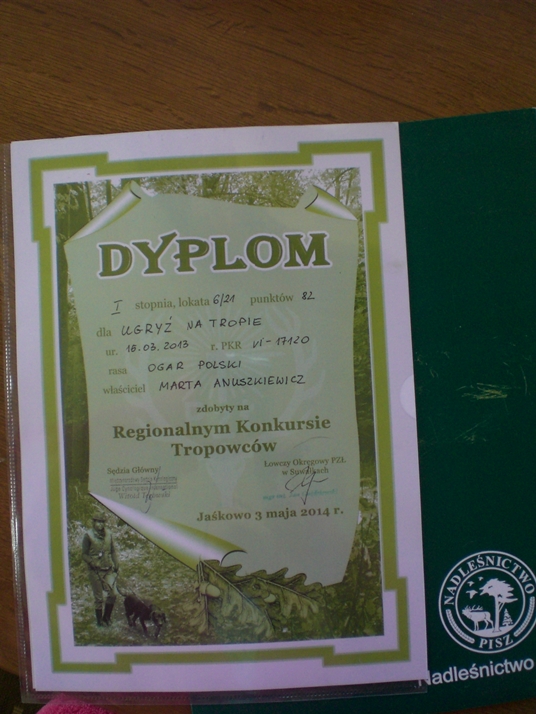 DYPLOM
I stopnia, lokata 6/21 punktów 82
dla UGRYŹ NA TROPIE
ur. 16.03.2013 r. PKR VI-17120
rasa OGAR POLSKI
właściciel MARTA ANUSZKIEWICZ
zdobyty na
Regionalnym Konkursie
Tropowców
Sędzia Główny
Łowczy Okręgowy PZŁ
w Suwałkach
Jaśkowo 3 maja 2014 r.
NADLEŚNICTWO
PISZ
Nadleśnictwo